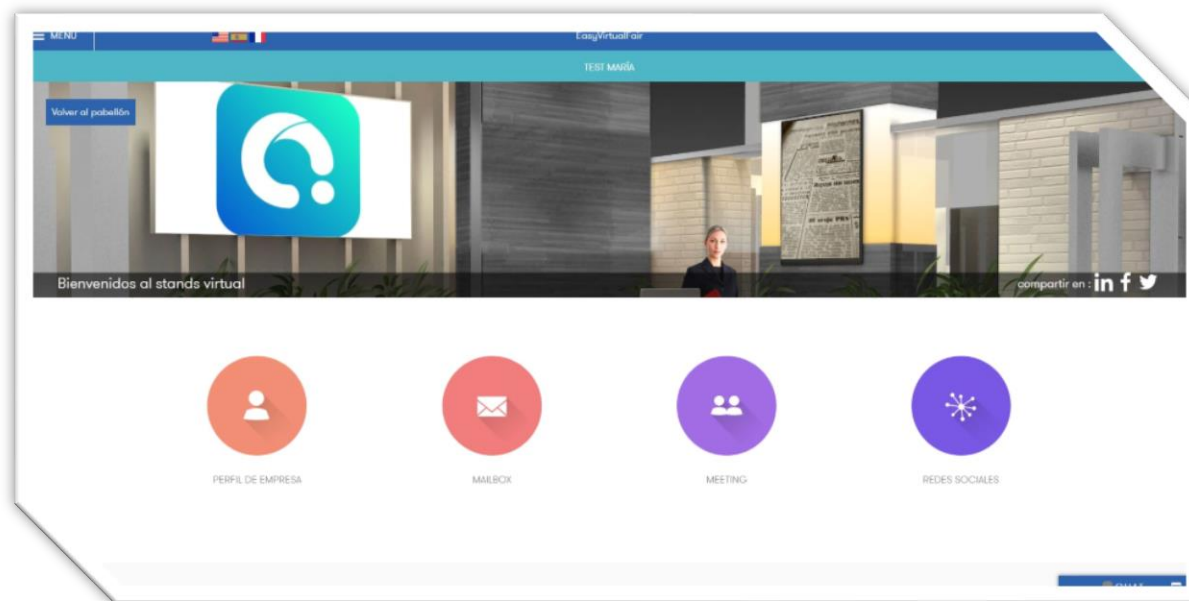 MENU
EasyVirtualFair
TEST MARÍA
Volver al pabellón
Bienvenidos al stands virtual
compartir en :
PERFIL DE EMPRESA
MAILBOX
MEETING
REDES SOCIALES
CHAT